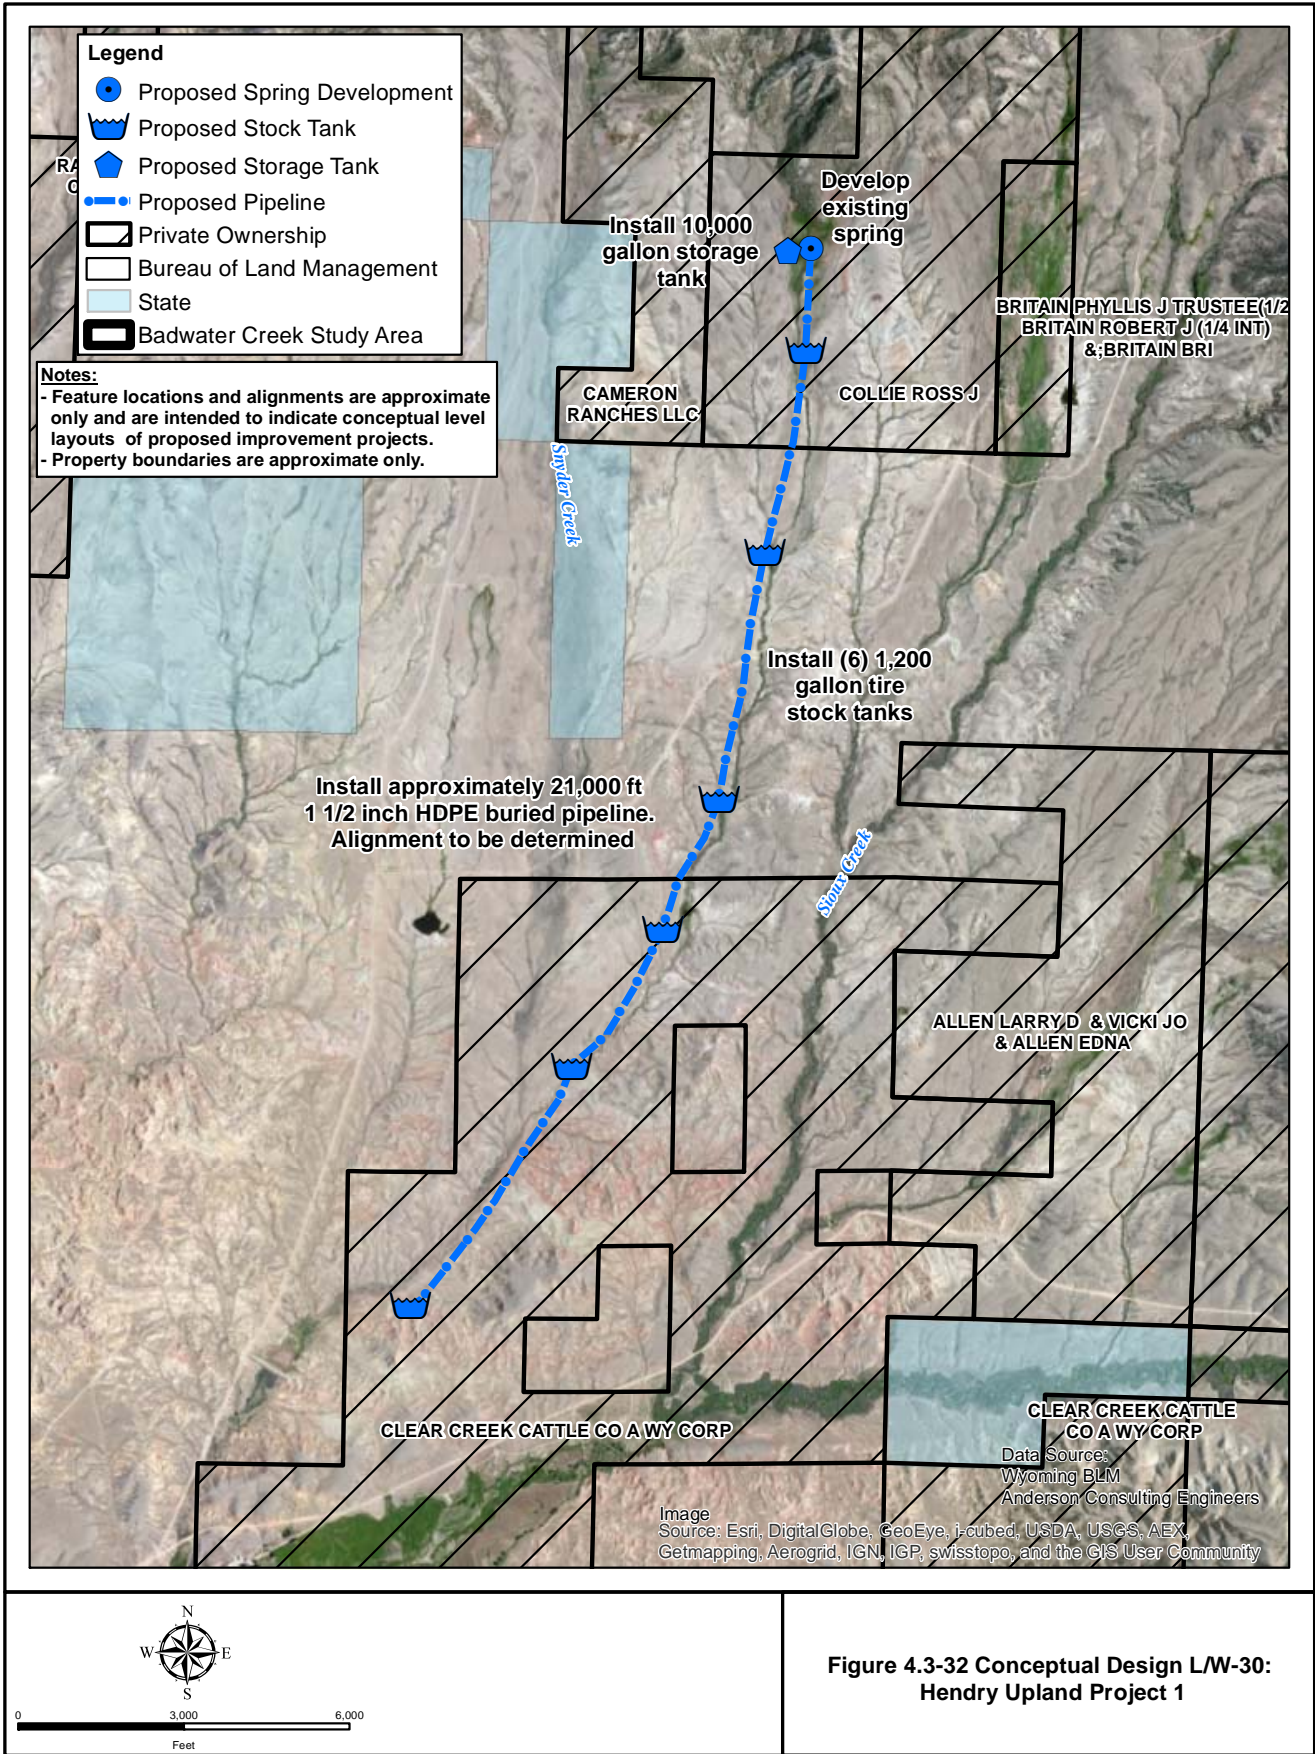 Legend
Proposed Spring Development
Proposed Stock Tank
Proposed Storage Tank
Proposed Pipeline
Private Ownership
Bureau of Land Management
State
Badwater Creek Study Area
Notes:
- Feature locations and alignments are approximate
only and are intended to indicate conceptual level
layouts of proposed improvement projects.
- Property boundaries are approximate only.
RA
C
Develop
existing
spring
Install 10,000
gallon storage
tank
BRITAIN PHYLLIS J TRUSTEE(1/2
BRITAIN ROBERT J (1/4 INT)
&;BRITAIN BRI
CAMERON
RANCHES LLC
COLLIE ROSS J
Snyder Creek
Install (6) 1,200
gallon tire
stock tanks
Install approximately 21,000 ft
1 1/2 inch HDPE buried pipeline.
Alignment to be determined
Sioux Creek
ALLEN LARRY D & VICKI JO
& ALLEN EDNA
CLEAR CREEK CATTLE CO A WY CORP
CLEAR CREEK CATTLE
CO A WY CORP
Data Source:
Wyoming BLM
Anderson Consulting Engineers
Image
Source: Esri, DigitalGlobe, GeoEye, i-cubed, USDA, USGS, AEX,
Getmapping, Aerogrid, IGN, IGP, swisstopo, and the GIS User Community
N
W E
S
0 3,000 6,000
Feet
Figure 4.3-32 Conceptual Design L/W-30:
Hendry Upland Project 1